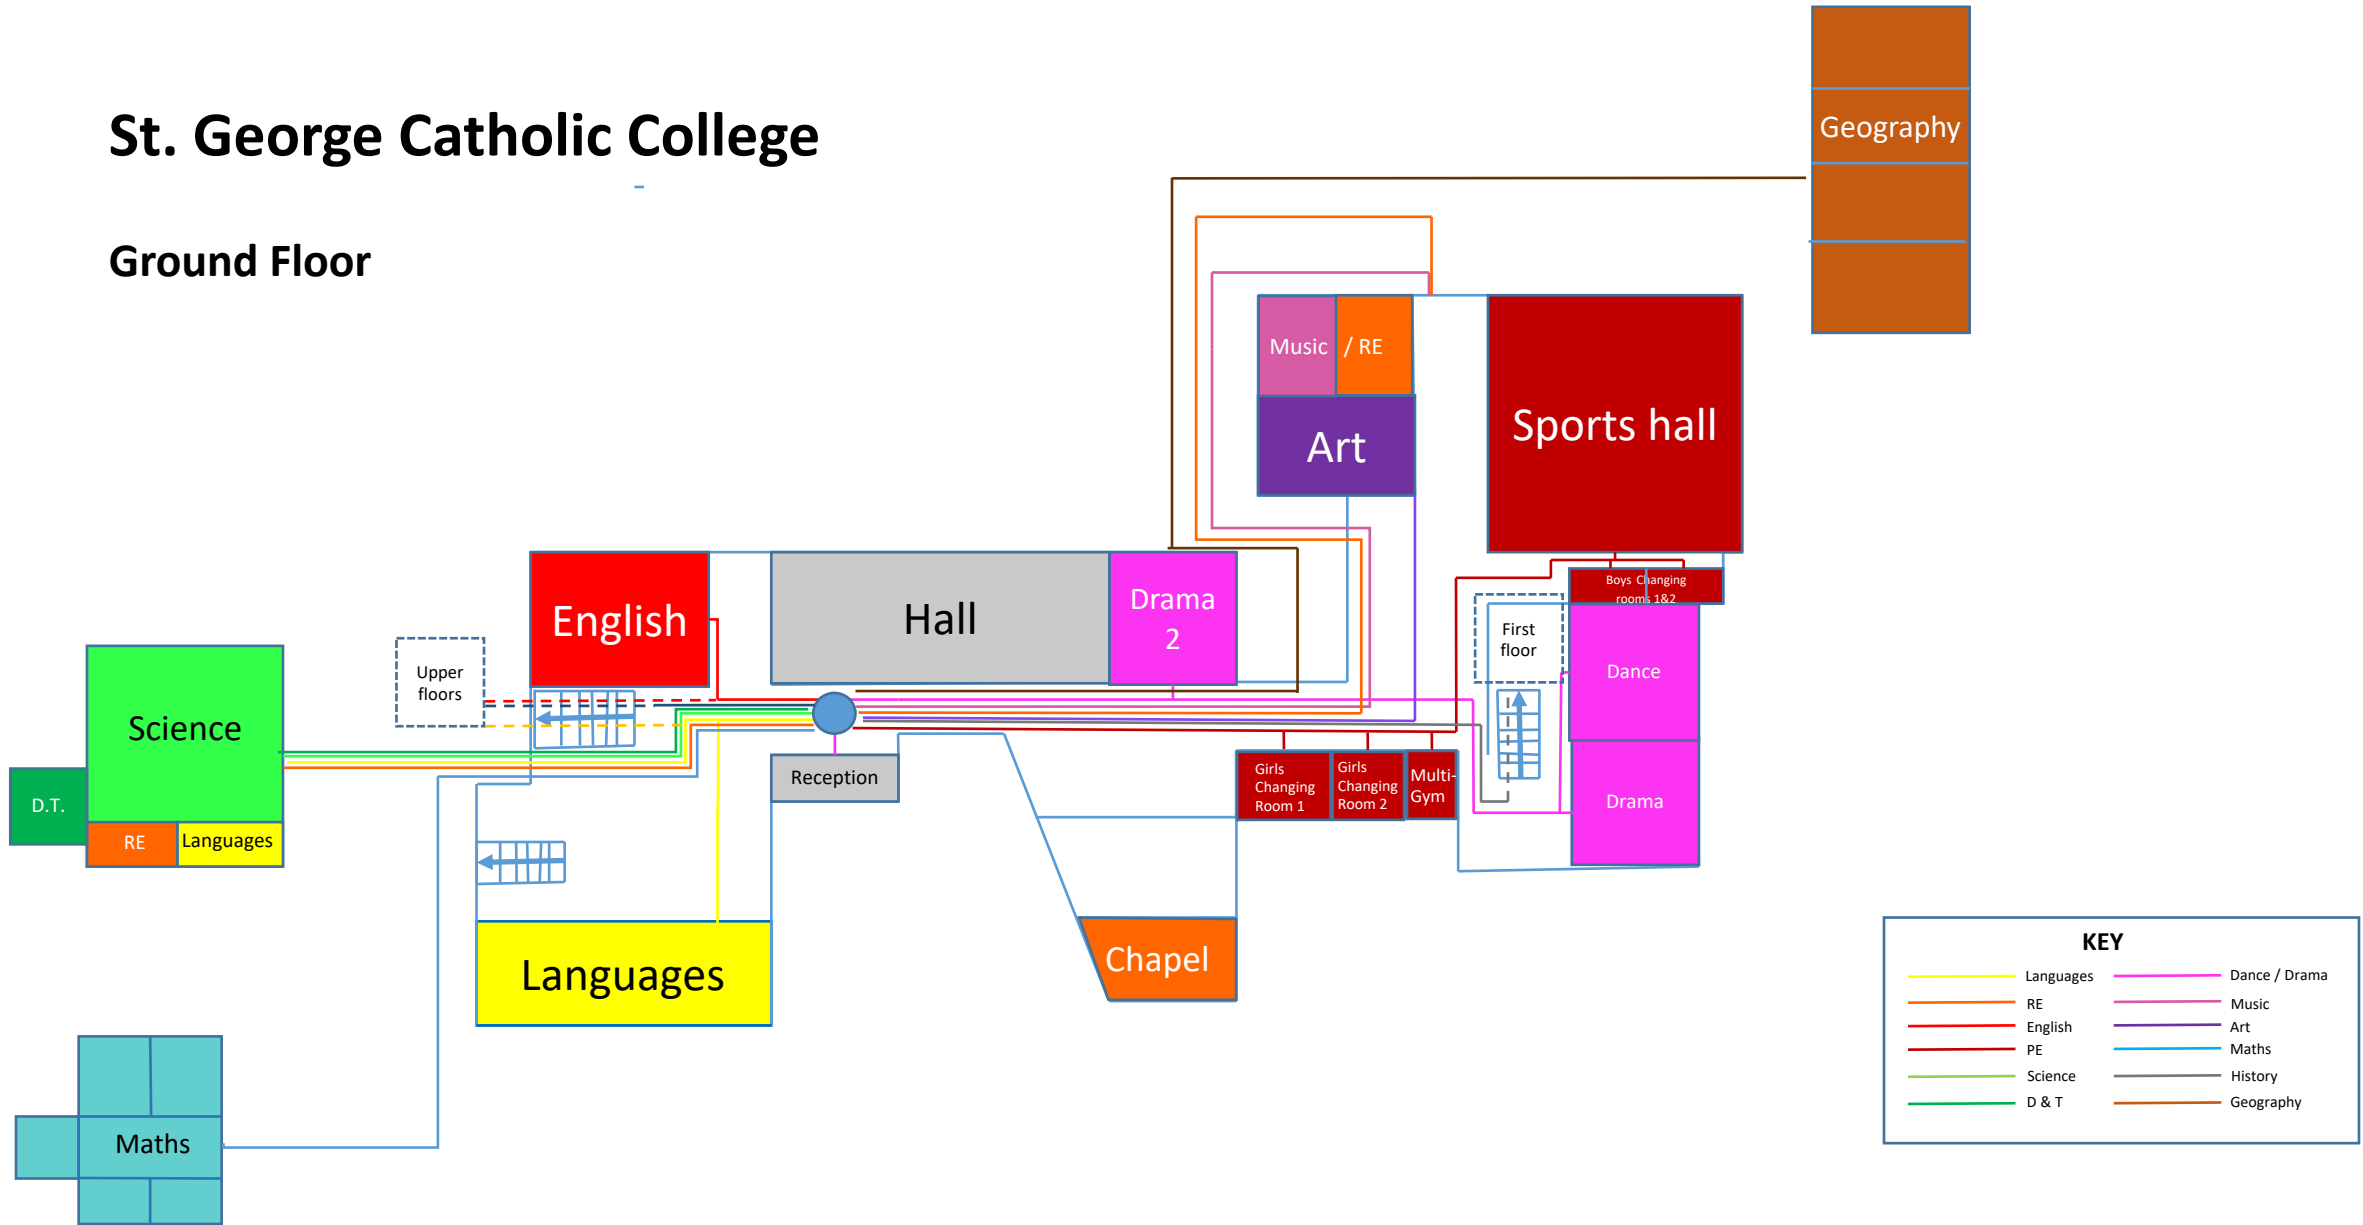 St. George Catholic College
Ground Floor
Geography
Music / RE
Art
Sports hall
English
Hall
Drama
2
Boys Changing
rooms 1&2
First
floor
Dance
Upper
floors
Science
Reception
Girls
Changing
Room 1
Girls
Changing
Room 2
Multi-
Gym
Drama
D.T.
RE
Languages
Languages
Chapel
Maths
KEY
Languages
RE
English
PE
Science
D & T
Dance / Drama
Music
Art
Maths
History
Geography